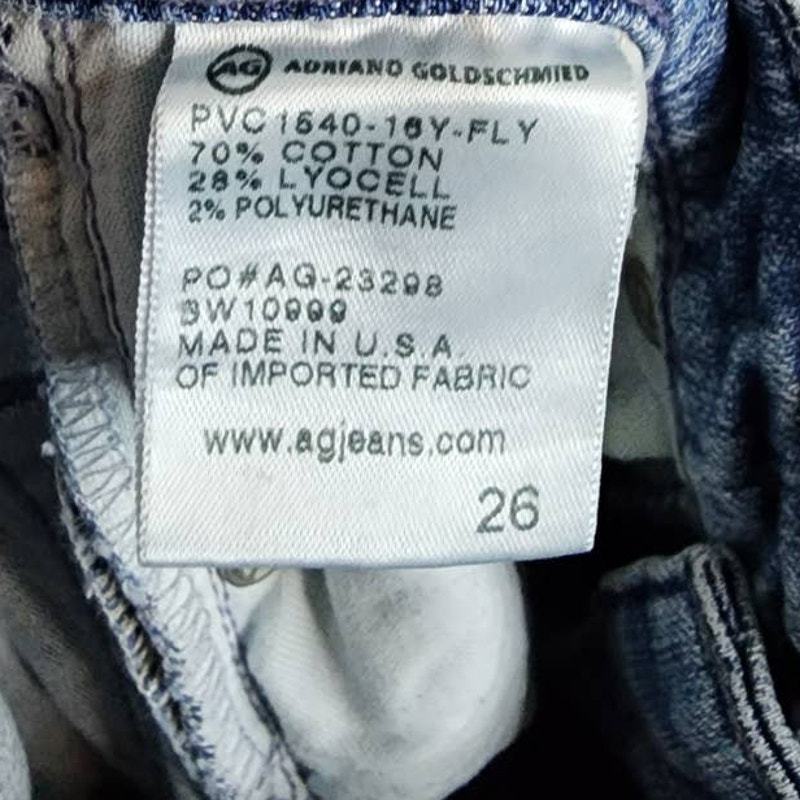 AG ADRIANO GOLDSCHMIED
PVC1640-16Y-FLY
70% COTTON
28% LYOCELL
2% POLYURETHANE
PO#AG-23298
BW10999
MADE IN U.S.A.
OF IMPORTED FABRIC
www.agjeans.com
26